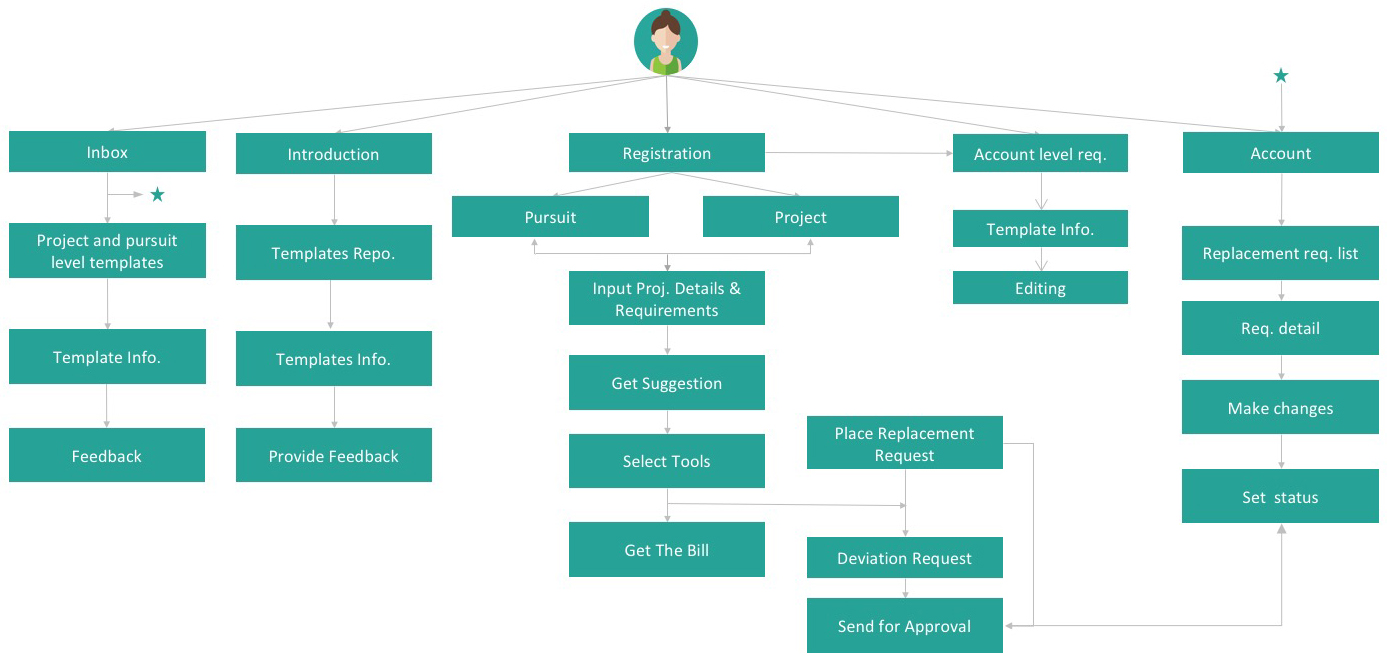 Inbox
Introduction
Registration
Account level req.
Account
Pursuit
Project
Project and pursuit
level templates
Templates Repo.
Template Info.
Replacement req. list
Input Proj. Details &
Requirements
Editing
Req. detail
Template Info.
Templates Info.
Get Suggestion
Make changes
Place Replacement
Request
Feedback
Provide Feedback
Select Tools
Set status
Get The Bill
Deviation Request
Send for Approval